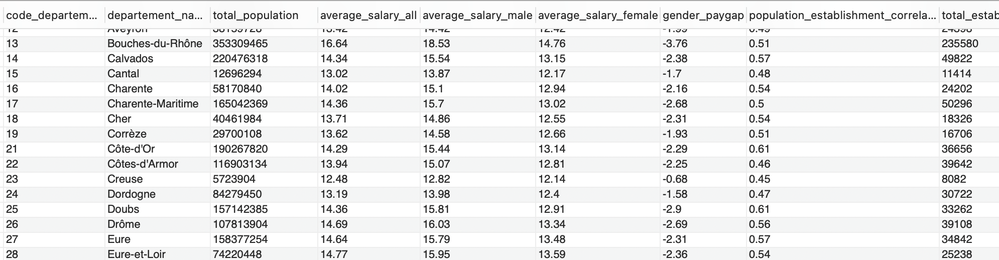 code_departem... departement_na... total_population average_salary_all average_salary_male average_salary_female gender_paygap population_establishment_correla... total_estab
12 Aveyron 13.42 14.42 12.42 -1.99 0.49 24398
13 Bouches-du-Rhône 353309465 16.64 18.53 14.76 -3.76 0.51 235580
14 Calvados 220476318 14.34 15.54 13.15 -2.38 0.57 49822
15 Cantal 12696294 13.02 13.87 12.17 -1.7 0.48 11414
16 Charente 58170840 14.02 15.1 12.94 -2.16 0.54 24202
17 Charente-Maritime 165042369 14.36 15.7 13.02 -2.68 0.5 50296
18 Cher 40461984 13.71 14.86 12.55 -2.31 0.54 18326
19 Corrèze 29700108 13.62 14.58 12.66 -1.93 0.51 16706
21 Côte-d'Or 190267820 14.29 15.44 13.14 -2.29 0.61 36656
22 Côtes-d'Armor 116903134 13.94 15.07 12.81 -2.25 0.46 39642
23 Creuse 5723904 12.48 12.82 12.14 -0.68 0.45 8082
24 Dordogne 84279450 13.19 13.98 12.4 -1.58 0.47 30722
25 Doubs 157142385 14.36 15.81 12.91 -2.9 0.61 33262
26 Drôme 107813904 14.69 16.03 13.34 -2.69 0.56 39108
27 Eure 158377254 14.64 15.79 13.48 -2.31 0.57 34842
28 Eure-et-Loir 74220448 14.77 15.95 13.59 -2.36 0.54 25238